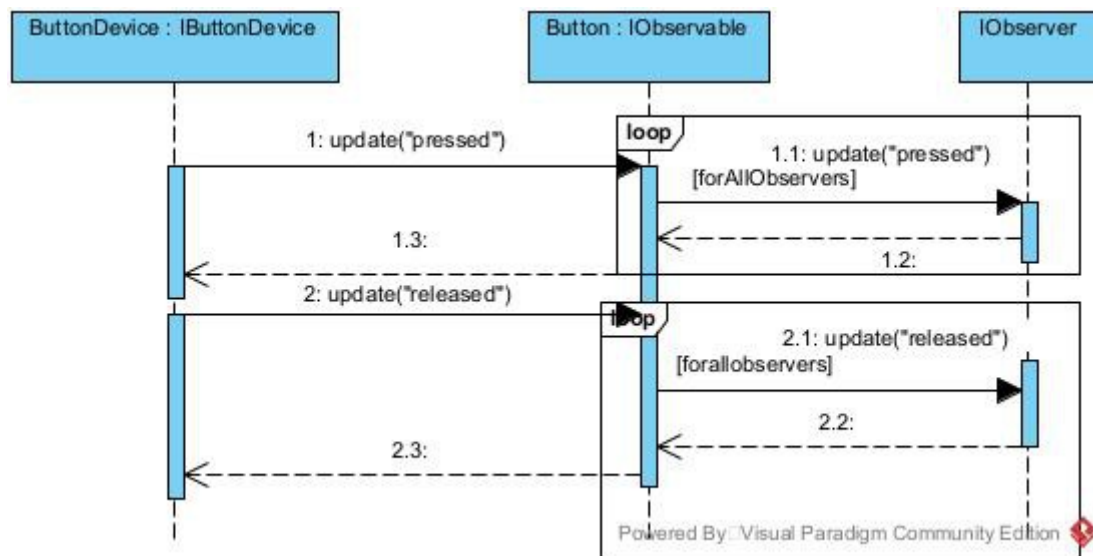 ButtonDevice : IButtonDevice
Button : IObservable
IObserver
loop
1: update("pressed")
1.1: update("pressed")
[forAllObservers]
1.3:
1.2:
2: update("released")
loop
2.1: update("released")
[forallobservers]
2.2:
2.3:
Powered By Visual Paradigm Community Edition